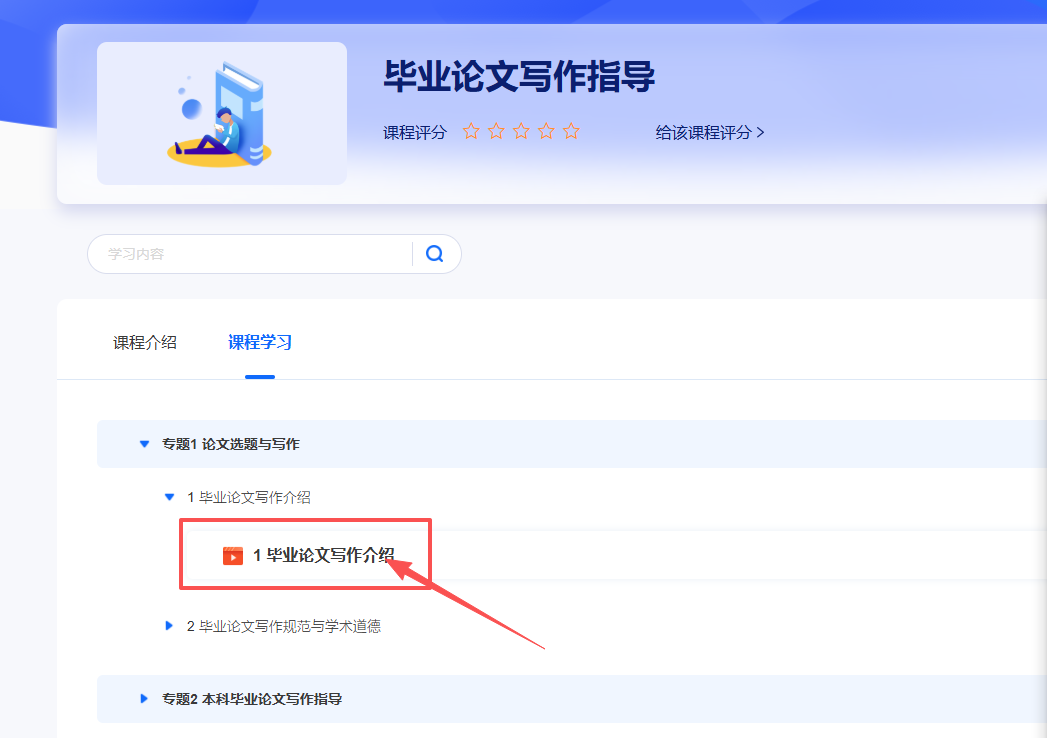 毕业论文写作指导
课程评分 给该课程评分
学习内容
课程介绍 课程学习
专题1 论文选题与写作
1 毕业论文写作介绍
1 毕业论文写作介绍
2 毕业论文写作规范与学术道德
专题2 本科毕业论文写作指导